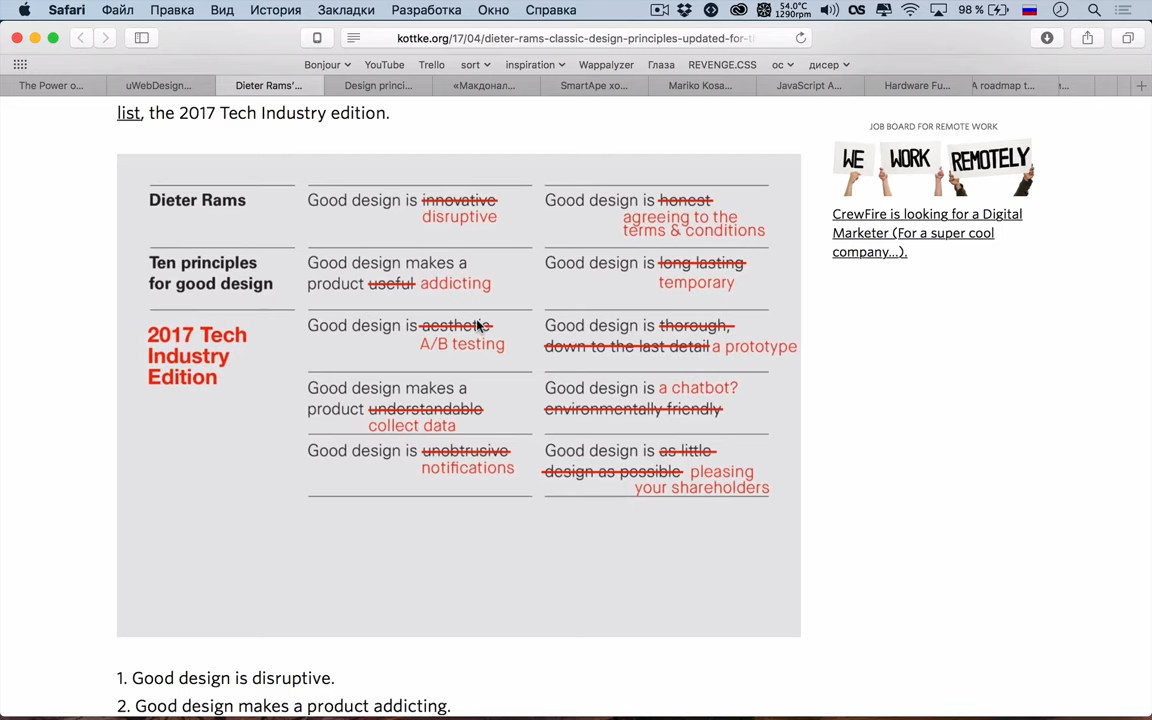 Safari Файл Правка Вид История Закладки Разработка Окно Справка 54.0°C 1290rpm 98 %
kottke.org/17/04/dieter-rams-classic-design-principles-updated-for-th
Bonjour YouTube Trello sort inspiration Wappalyzer Глаза REVENGE.CSS ос дисер
The Power o... uWebDesign... Dieter Rams'... Design princi... «Макдонал... SmartApe хо... Mariko Kosa... JavaScript A... Hardware Fu... A roadmap t...
list, the 2017 Tech Industry edition.
JOB BOARD FOR REMOTE WORK
WE WORK REMOTELY
CrewFire is looking for a Digital
Marketer (For a super cool
company...).
Dieter Rams
Ten principles
for good design
2017 Tech
Industry
Edition
Good design is innovative
disruptive
Good design makes a
product useful addicting
Good design is aesthetic
A/B testing
Good design makes a
product understandable
collect data
Good design is unobtrusive
notifications
Good design is honest
agreeing to the
terms & conditions
Good design is long lasting
temporary
Good design is thorough,
down to the last detail a prototype
Good design is a chatbot?
environmentally friendly
Good design is as little
design as possible pleasing
your shareholders
1. Good design is disruptive.
2. Good design makes a product addicting.